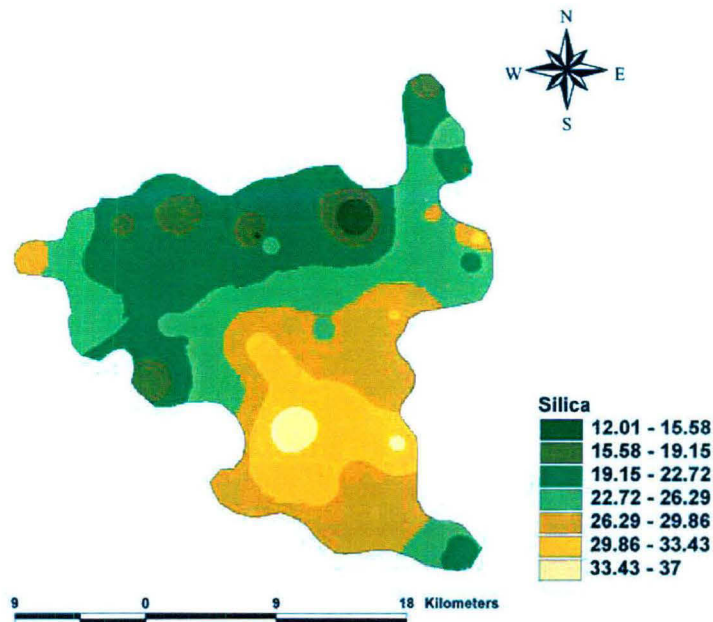 N
W E
S
Silica
12.01 - 15.58
15.58 - 19.15
19.15 - 22.72
22.72 - 26.29
26.29 - 29.86
29.86 - 33.43
33.43 - 37
9 0 9 18 Kilometers